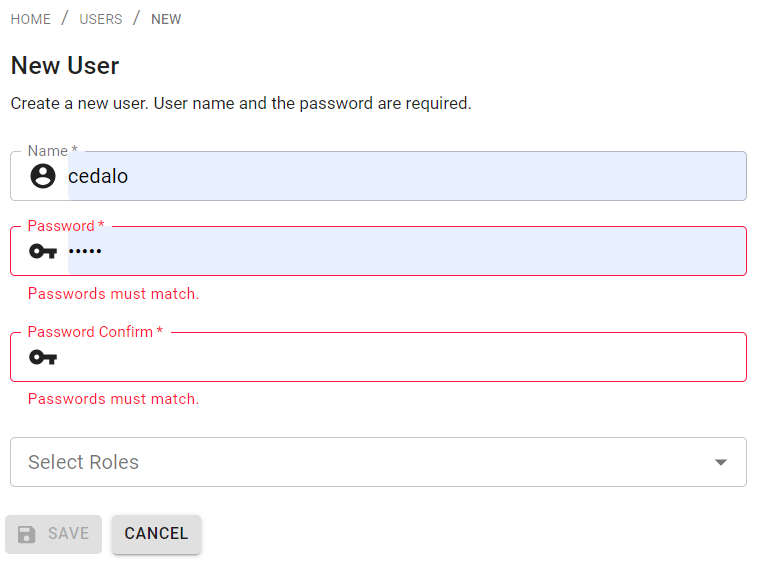 HOME / USERS / NEW
New User
Create a new user. User name and the password are required.
Name *
cedalo
Password *
•••••
Passwords must match.
Password Confirm *
Passwords must match.
Select Roles
SAVE CANCEL